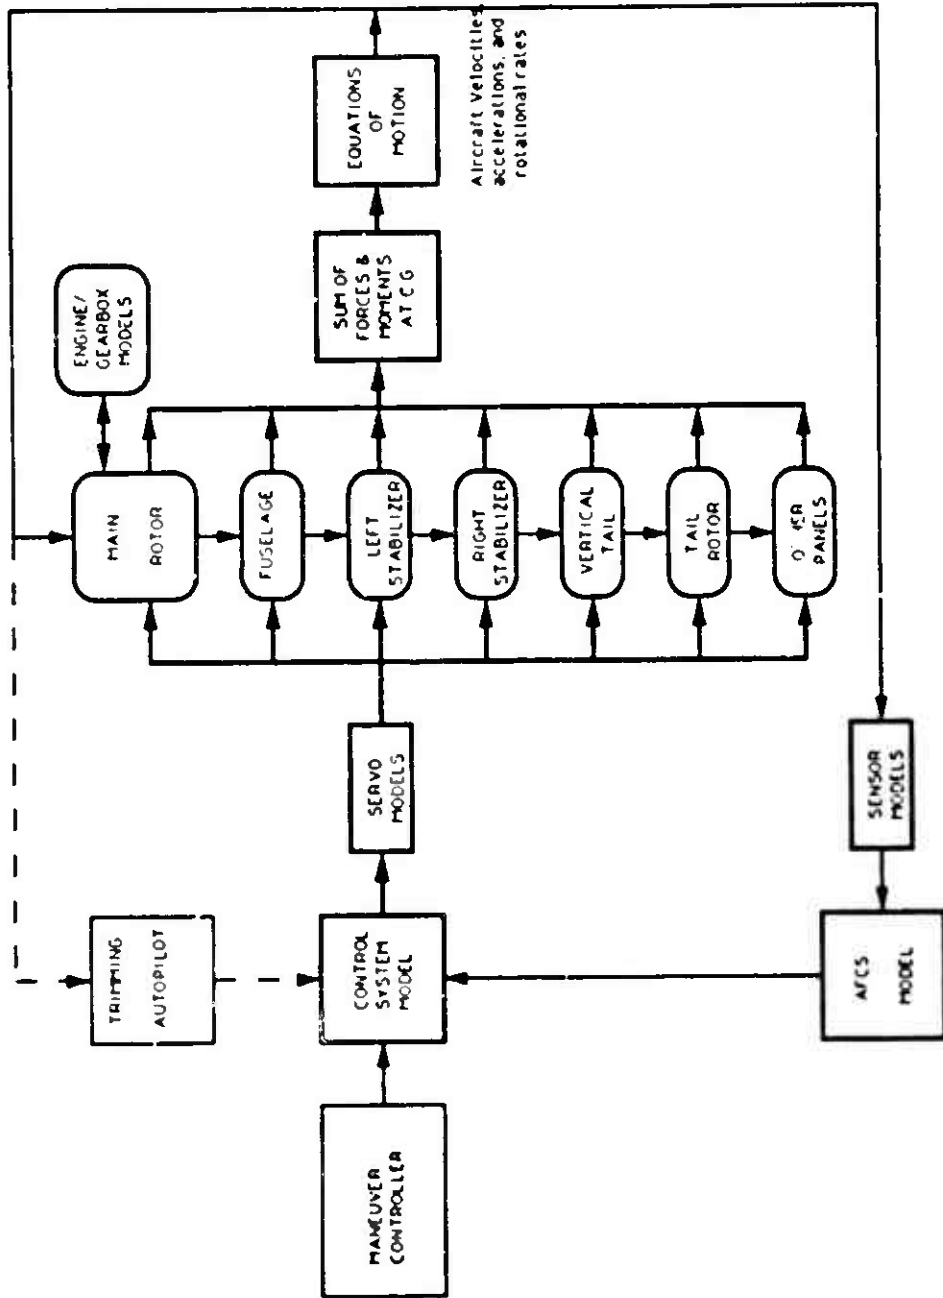 MANEUVER
CONTROLLER
TRIMMING
AUTOPILOT
CONTROL
SYSTEM
MODEL
AFCS
MODEL
SERVO
MODELS
SENSOR
MODELS
MAIN
ROTOR
FUSELAGE
LEFT
STABILIZER
RIGHT
STABILIZER
VERTICAL
TAIL
TAIL
ROTOR
PANELS
ENGINE/
GEARBOX
MODELS
SUM OF
FORCES &
MOMENTS
AT CG
EQUATIONS
OF
MOTION
Aircraft Velocities,
accelerations, and
rotational rates